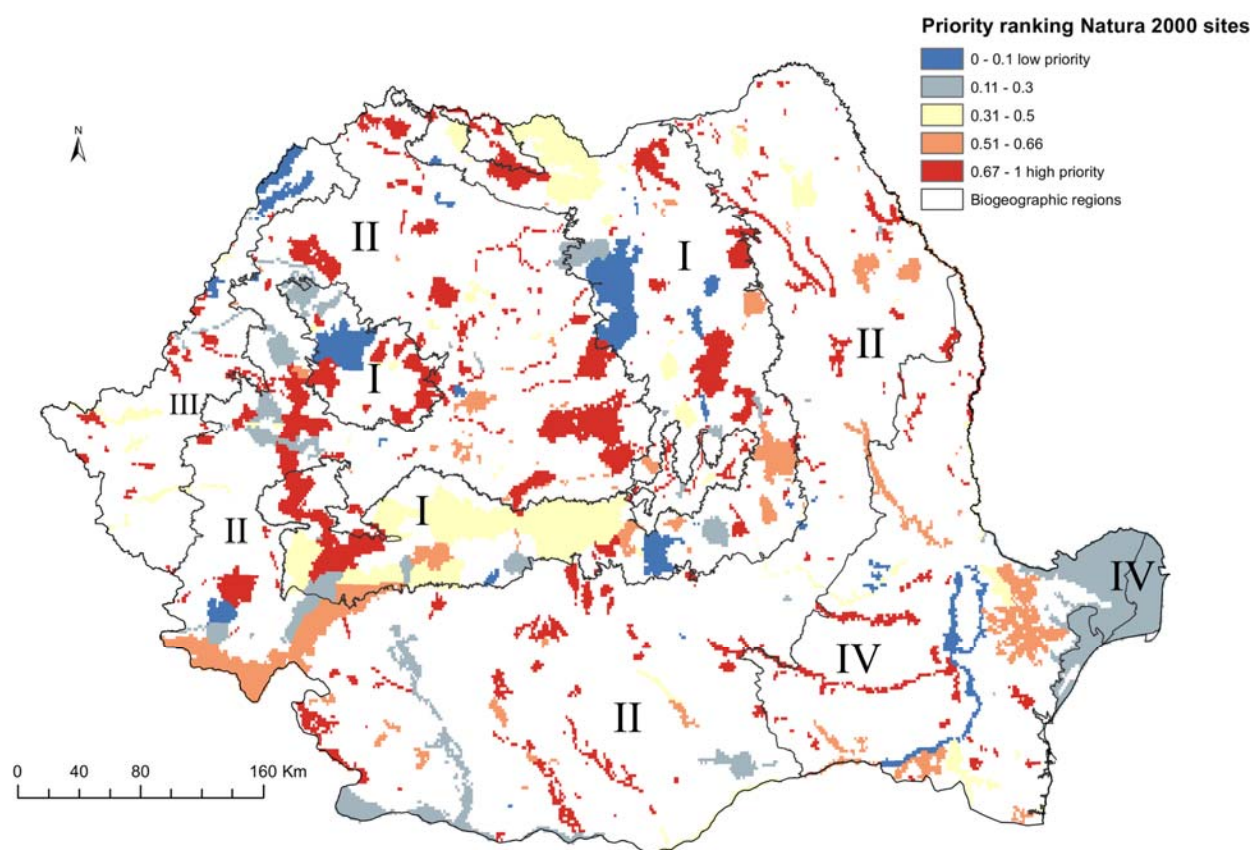 Priority ranking Natura 2000 sites
0 - 0.1 low priority
0.11 - 0.3
0.31 - 0.5
0.51 - 0.66
0.67 - 1 high priority
Biogeographic regions
N
II
I
II
I
III
I
II
IV
IV
II
0 40 80 160 Km